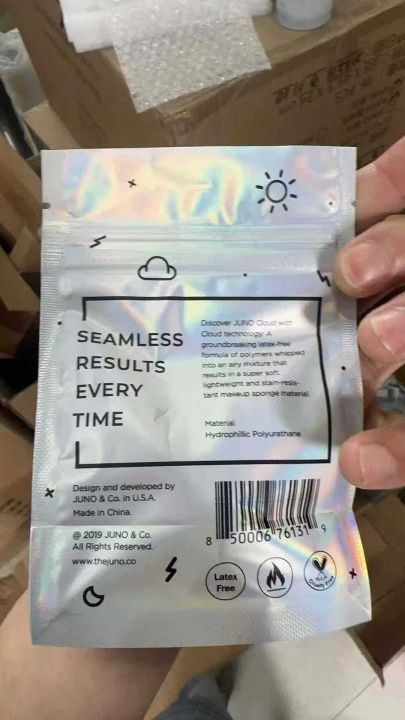 SEAMLESS
RESULTS
EVERY
TIME
Discover JUNO Cloud with
Cloud technology! A
groundbreaking latex-free
formula of polymers whipped
into an airy mixture that
results in a super soft,
lightweight and stain-resis-
tant makeup sponge material.
Material:
Hydrophillic Polyurathane
Design and developed by
JUNO & Co. in U.S.A.
Made in China.
@ 2019 JUNO & Co.
All Rights Reserved.
www.thejuno.co
8 50006 76131 9
Latex
Free
Cruelty Free